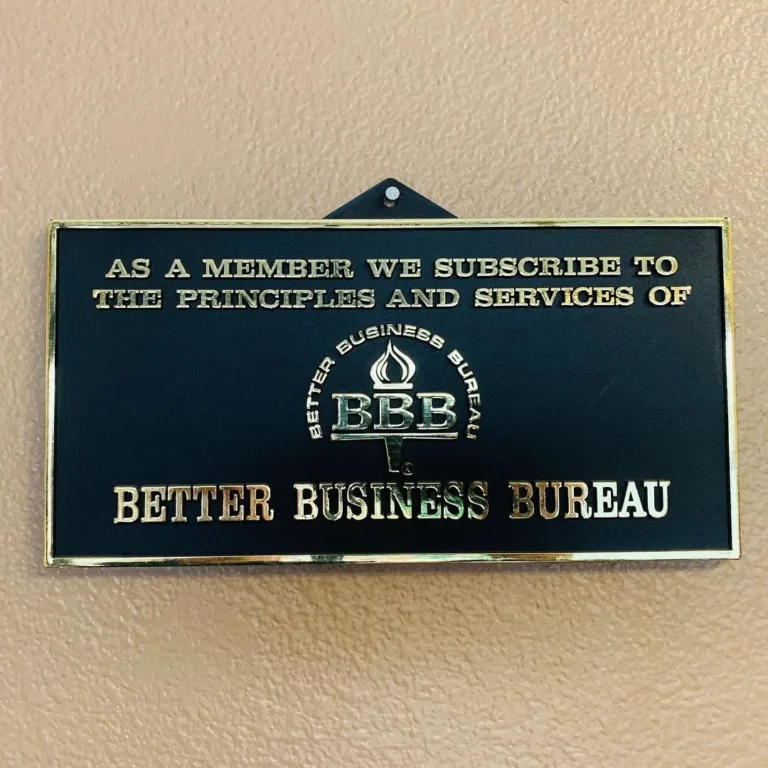 AS A MEMBER WE SUBSCRIBE TO
THE PRINCIPLES AND SERVICES OF
BETTER BUSINESS BUREAU
BBB
BETTER BUSINESS BUREAU